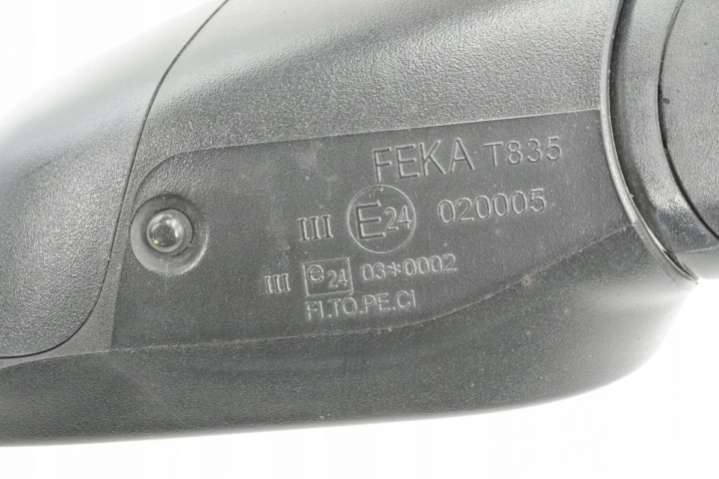 FEKA T835
III E24 020005
III e24 03*0002
FI.TO.PE.CI